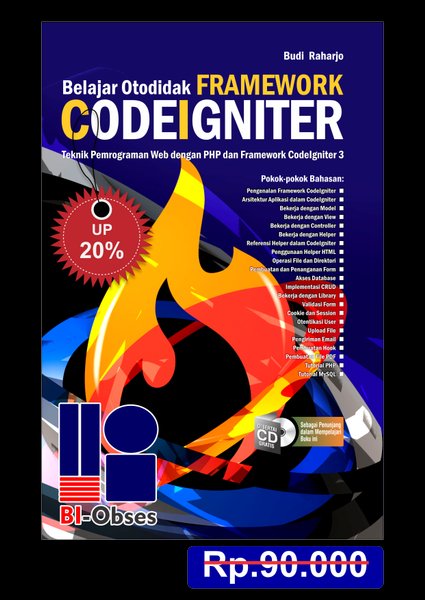 Budi Raharjo
Belajar Otodidak FRAMEWORK
CODEIGNITER
Teknik Pemrograman Web dengan PHP dan Framework CodeIgniter 3
Pokok-pokok Bahasan:
Pengenalan Framework CodeIgniter
Arsitektur Aplikasi dalam CodeIgniter
Bekerja dengan Model
Bekerja dengan View
Bekerja dengan Controller
Bekerja dengan Helper
Referensi Helper dalam CodeIgniter
Penggunaan Helper HTML
Operasi File dan Direktori
Pembuatan dan Penanganan Form
Akses Database
Implementasi CRUD
Bekerja dengan Library
Validasi Form
Cookie dan Session
Otentikasi User
Upload File
Pengiriman Email
Pembuatan Hook
Pembuatan File PDF
Tutorial PHP
Tutorial MySQL
UP
20%
DISERTAI
CD
GRATIS
Sebagai Penunjang
dalam Mempelajari
Buku ini
BI-Obses
Rp.90.000